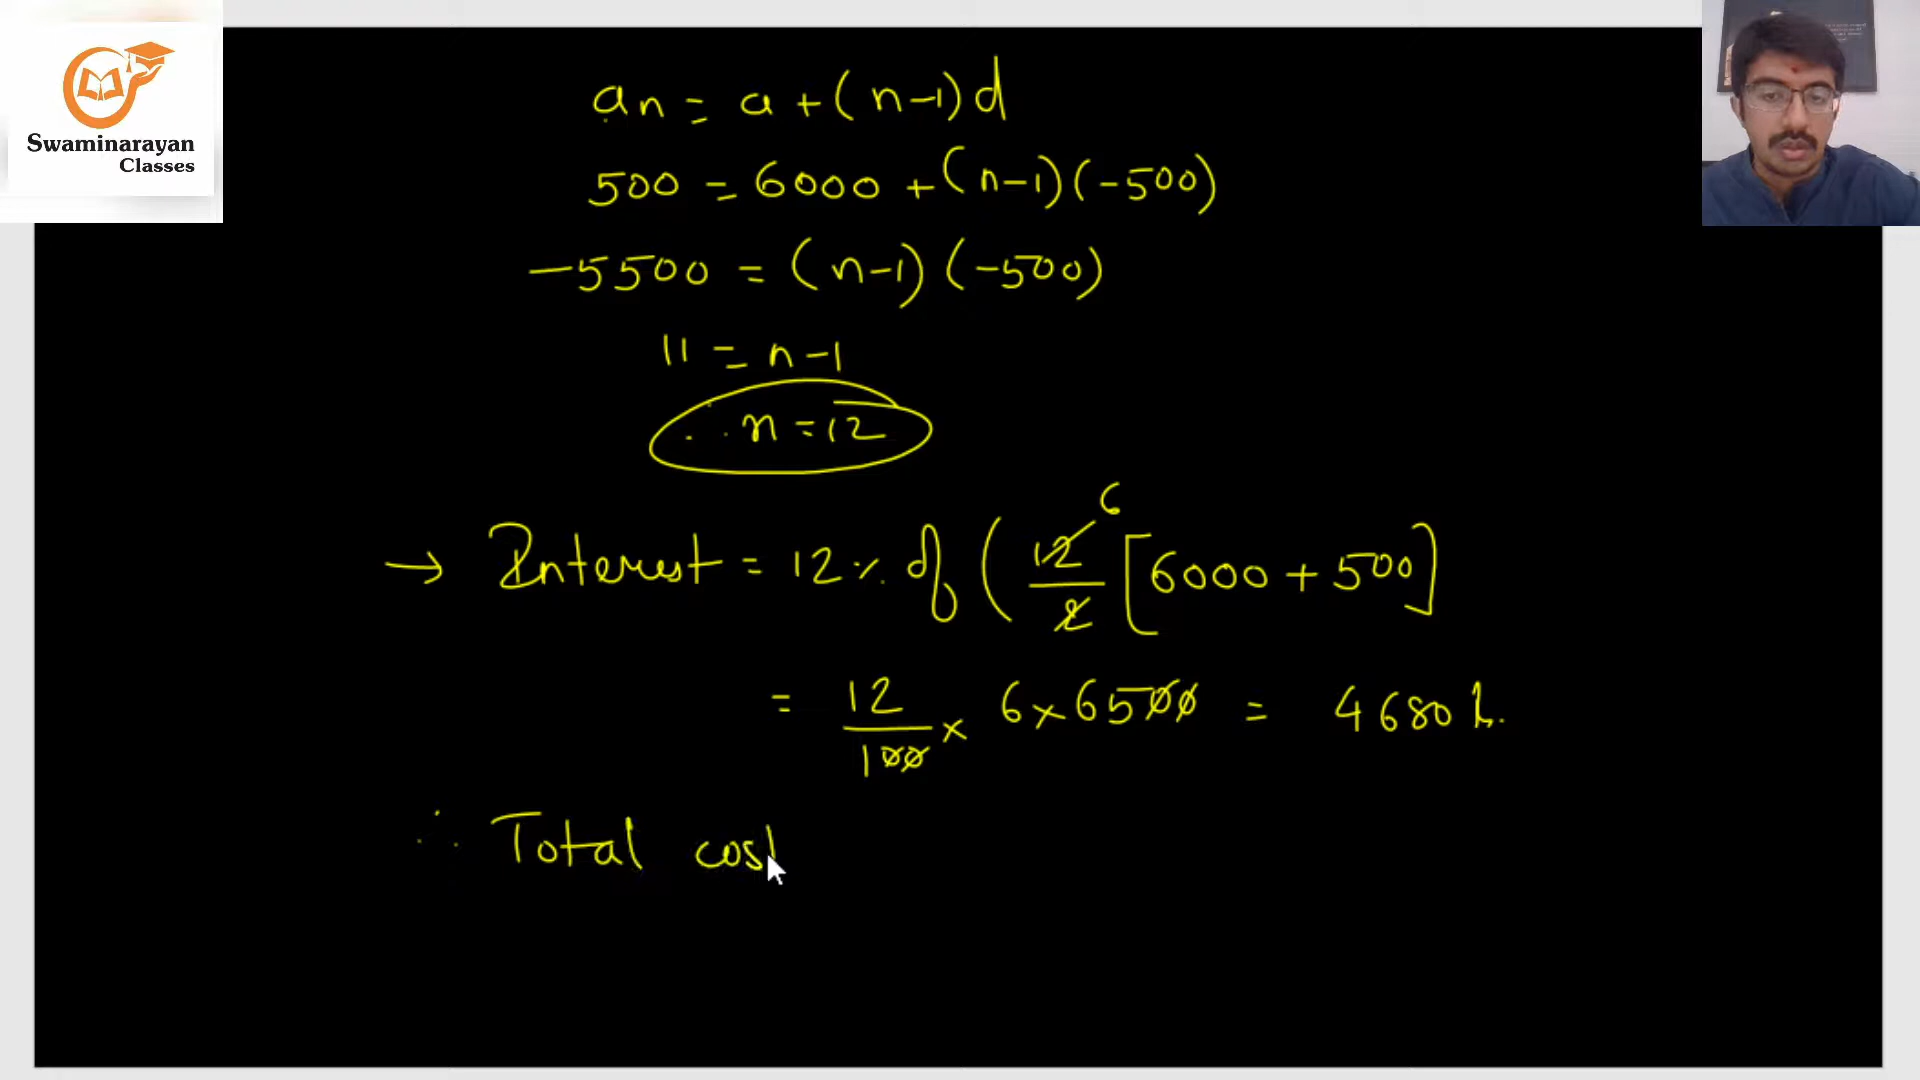 Swaminarayan
Classes
an = a + (n-1)d
500 = 6000 + (n-1)(-500)
-5500 = (n-1)(-500)
11 = n-1
∴ n = 12
→ Interest = 12% of (12/2 6 [6000 + 500]
= 12/100 × 6 × 6500 = 4680
∴ Total cost